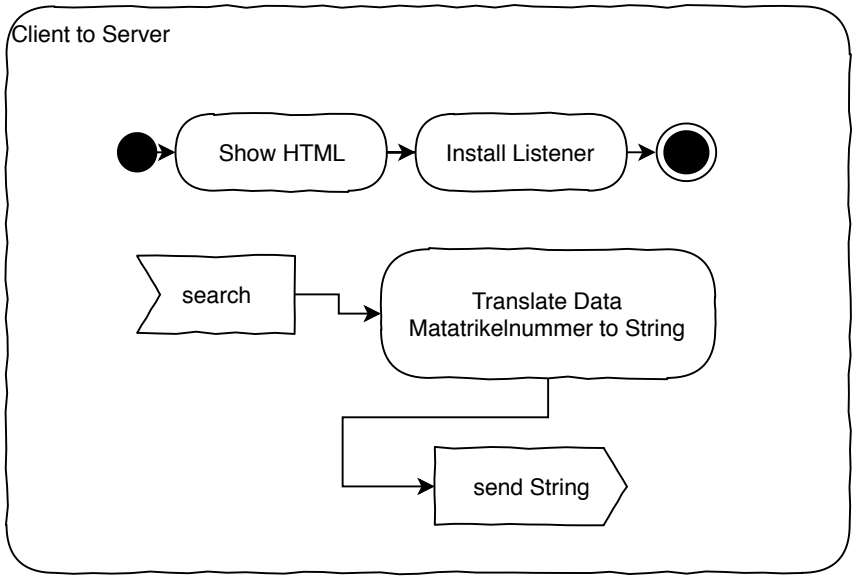 Client to Server
Show HTML
Install Listener
search
Translate Data
Matatrikelnummer to String
send String